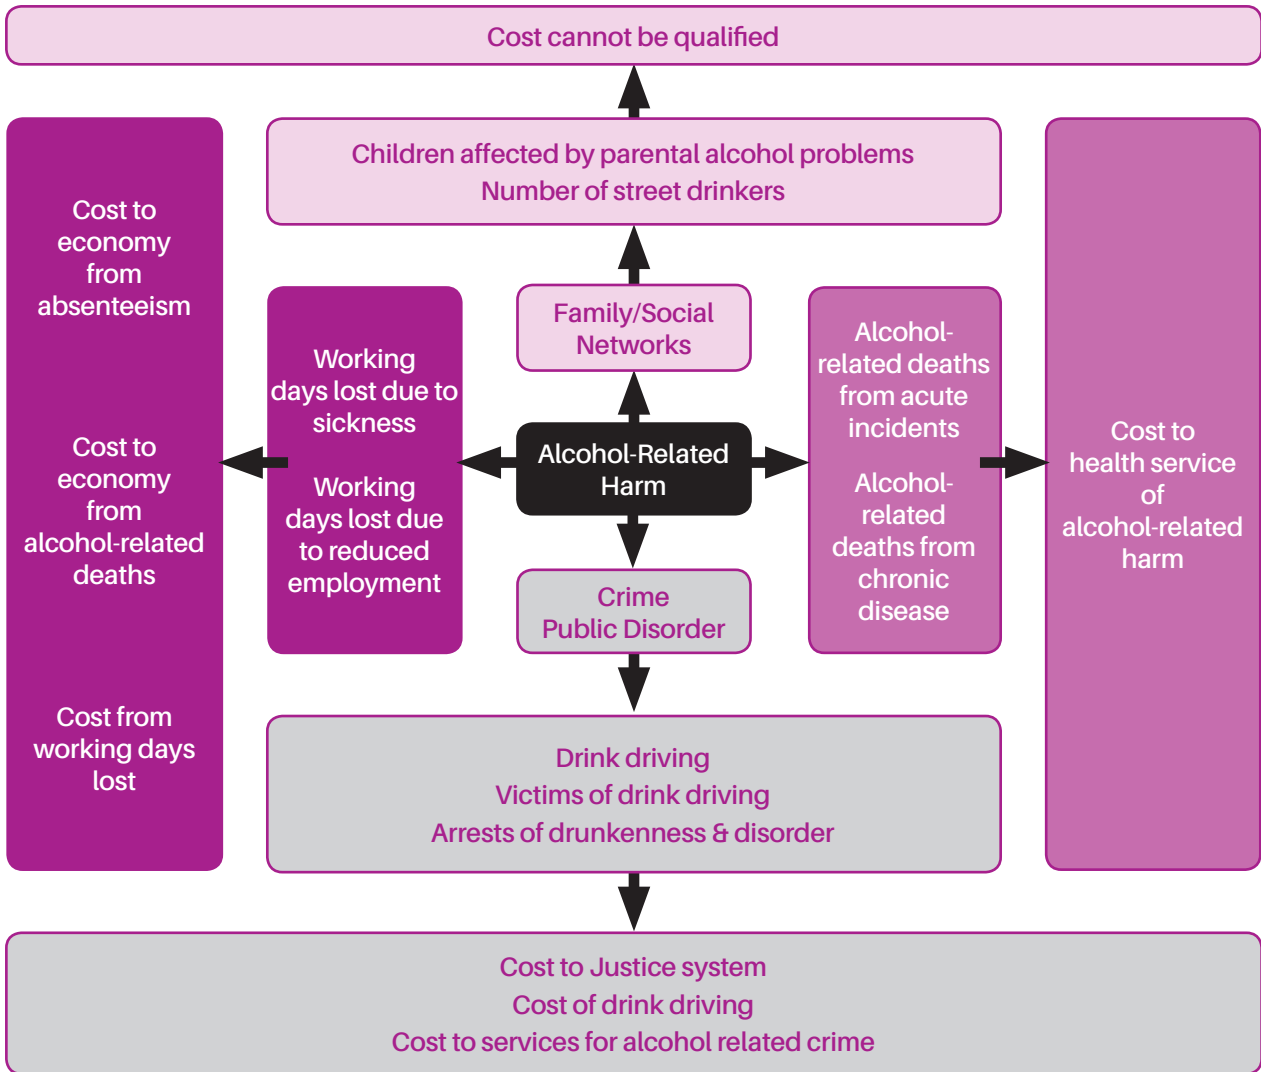 Cost cannot be qualified
Children affected by parental alcohol problems
Number of street drinkers
Cost to
economy
from
absenteeism
Cost to
economy
from
alcohol-related
deaths
Cost from
working days
lost
Working
days lost due to
sickness
Working
days lost due
to reduced
employment
Family/Social
Networks
Alcohol-Related
Harm
Crime
Public Disorder
Alcohol-
related deaths
from acute
incidents
Alcohol-
related
deaths from
chronic
disease
Cost to
health service
of
alcohol-related
harm
Drink driving
Victims of drink driving
Arrests of drunkenness & disorder
Cost to Justice system
Cost of drink driving
Cost to services for alcohol related crime